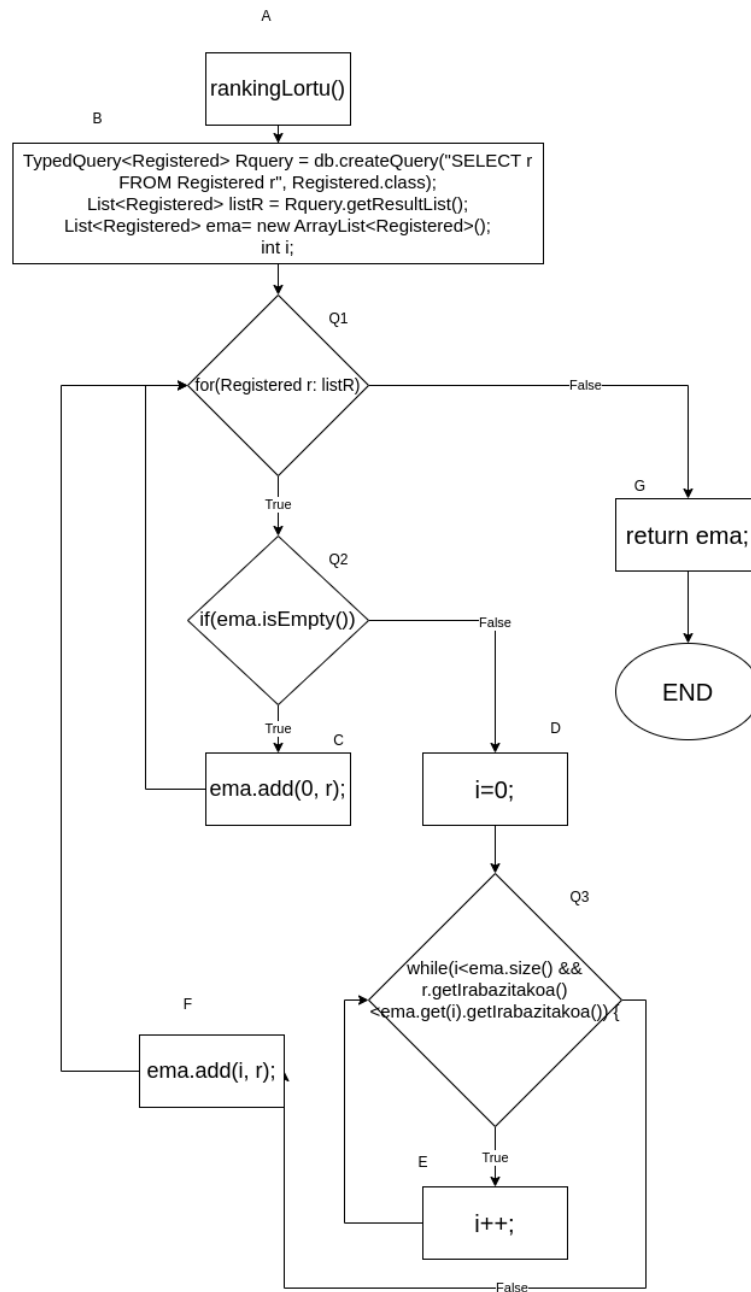 A
rankingLortu()
B
TypedQuery<Registered> Rquery = db.createQuery("SELECT r
FROM Registered r", Registered.class);
List<Registered> listR = Rquery.getResultList();
List<Registered> ema= new ArrayList<Registered>();
int i;
Q1
for(Registered r: listR)
False
True
G
return ema;
END
Q2
if(ema.isEmpty())
False
True
C
ema.add(0, r);
D
i=0;
Q3
while(i<ema.size() &&
r.getIrabazitakoa()
<ema.get(i).getIrabazitakoa()) {
F
ema.add(i, r);
True
E
i++;
False